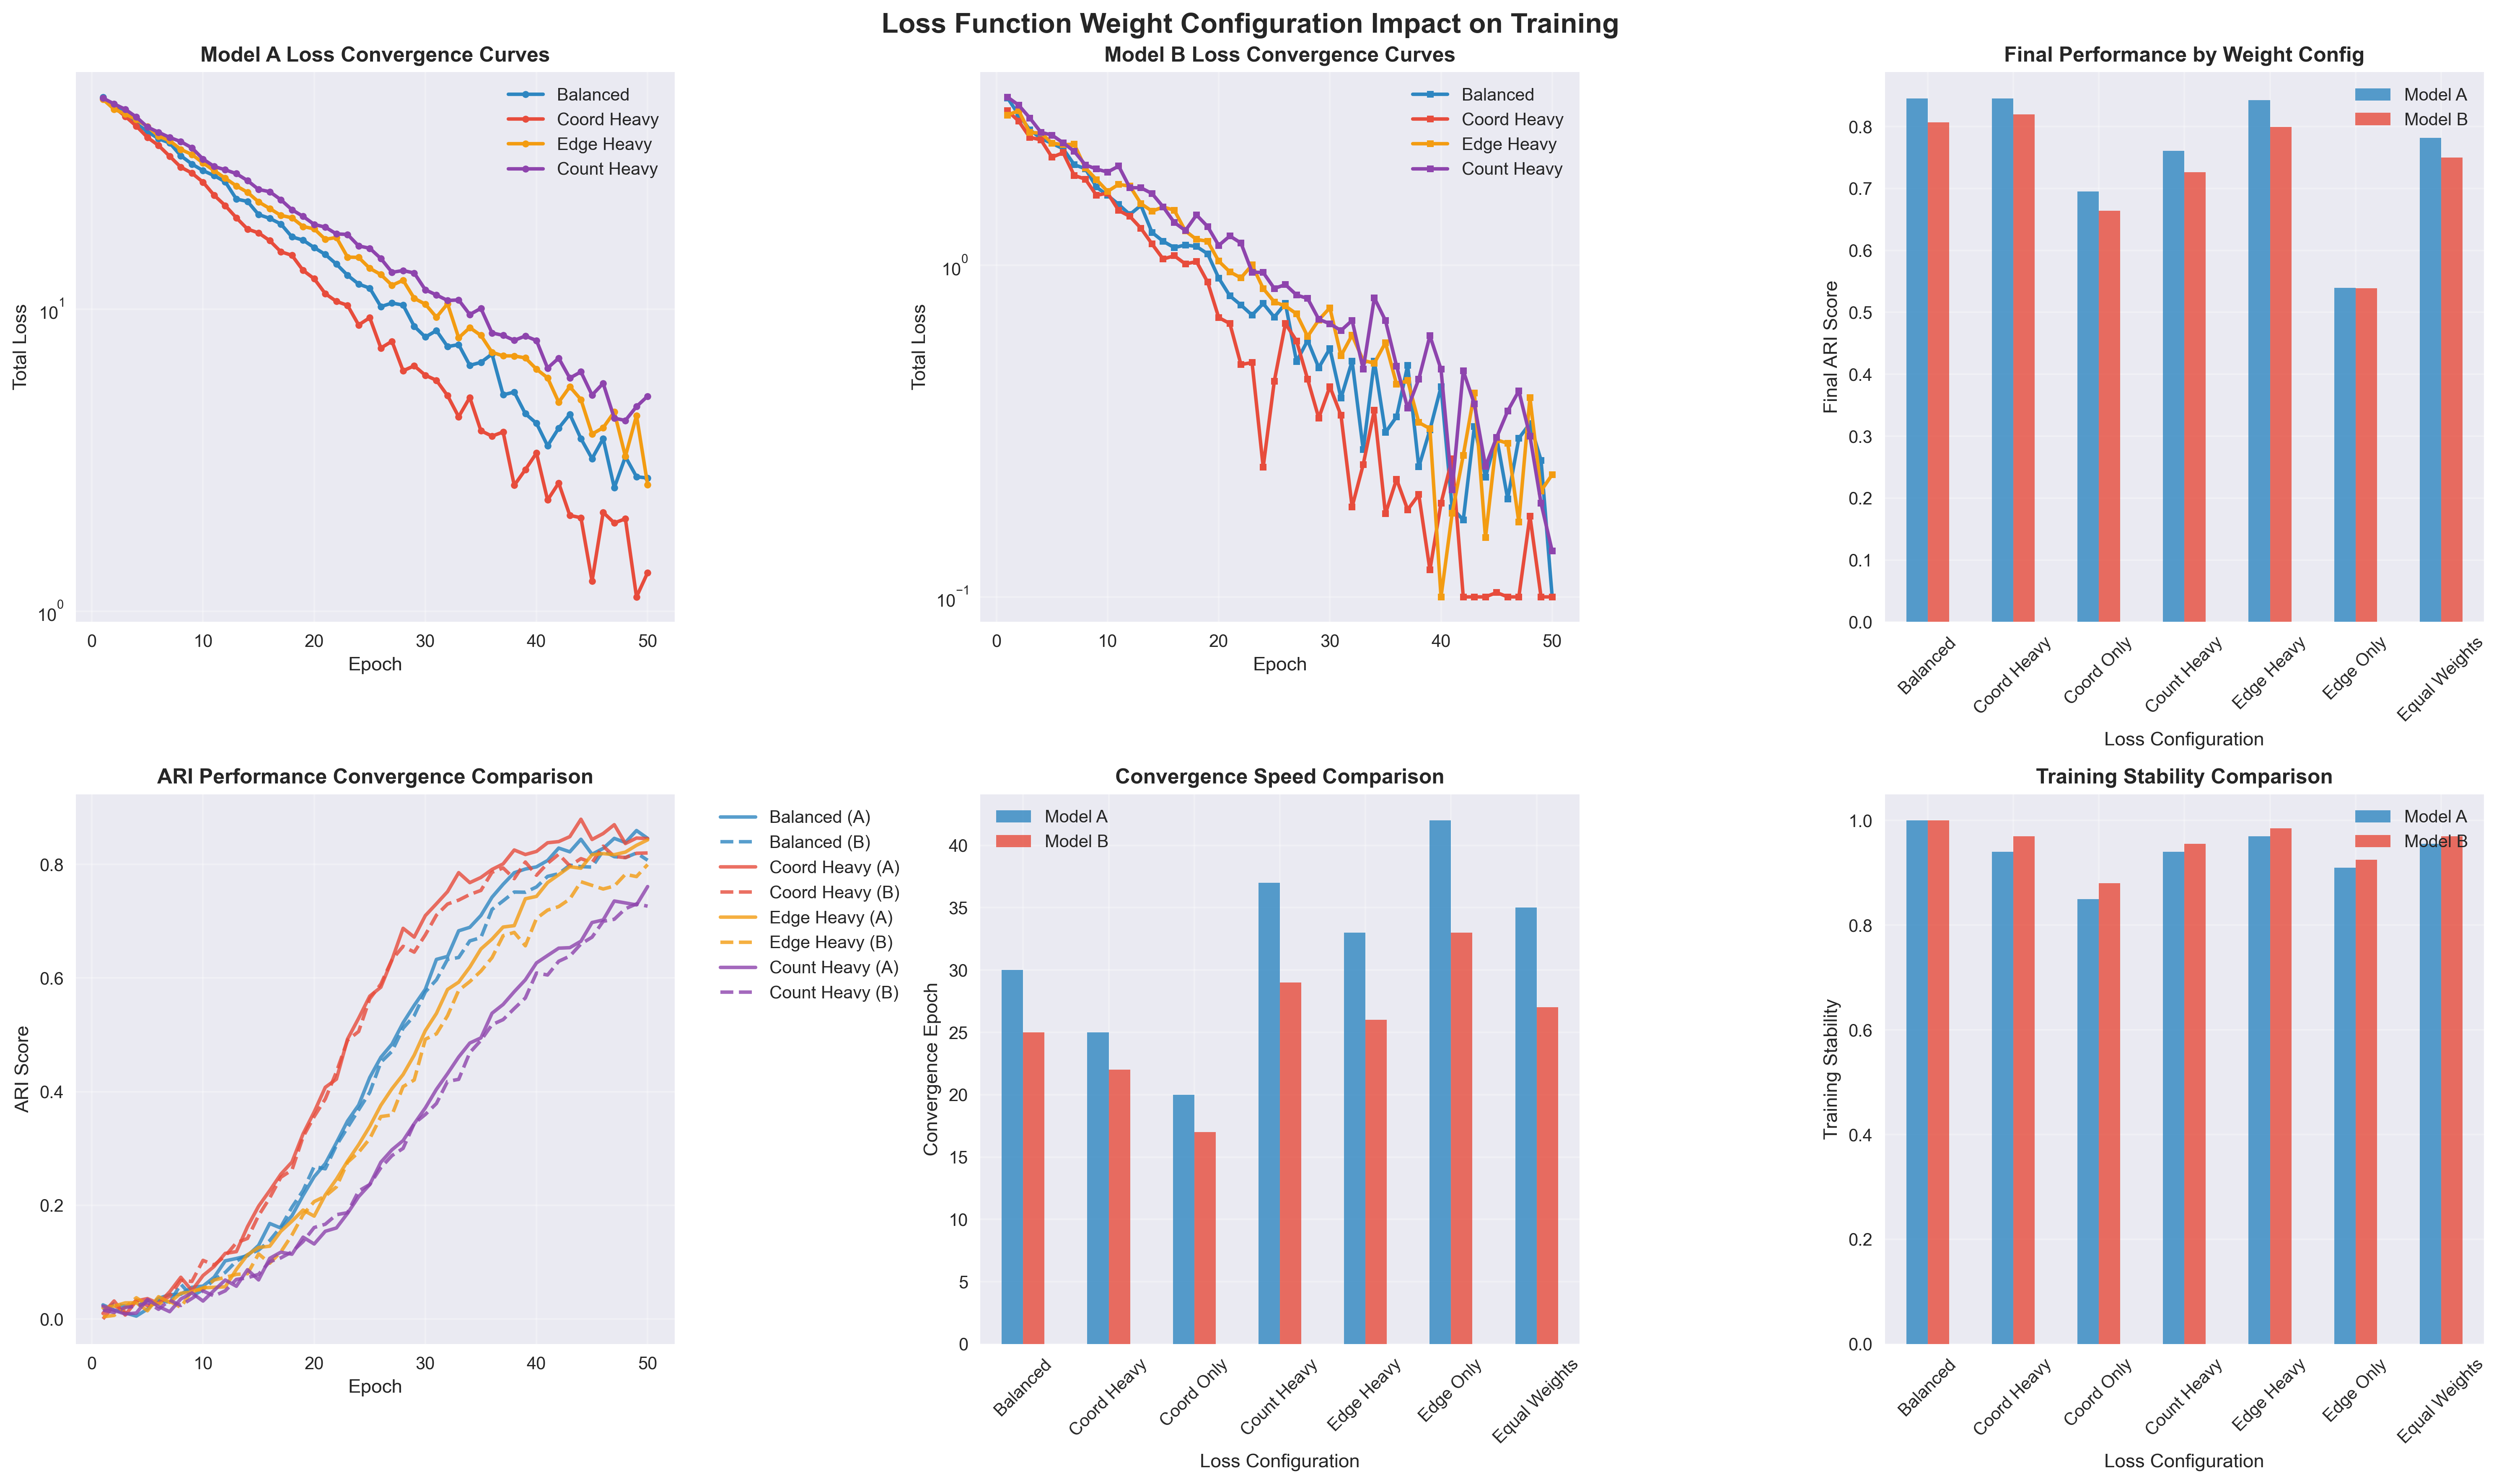 Loss Function Weight Configuration Impact on Training
Model A Loss Convergence Curves
Total Loss
10^1
10^0
0 10 20 30 40 50
Epoch
Balanced
Coord Heavy
Edge Heavy
Count Heavy
Model B Loss Convergence Curves
Total Loss
10^0
10^−1
0 10 20 30 40 50
Epoch
Balanced
Coord Heavy
Edge Heavy
Count Heavy
Final Performance by Weight Config
Final ARI Score
0.8
0.7
0.6
0.5
0.4
0.3
0.2
0.1
0.0
Model A
Model B
Balanced
Coord Heavy
Coord Only
Count Heavy
Edge Heavy
Edge Only
Equal Weights
Loss Configuration
ARI Performance Convergence Comparison
ARI Score
0.8
0.6
0.4
0.2
0.0
0 10 20 30 40 50
Epoch
Balanced (A)
Balanced (B)
Coord Heavy (A)
Coord Heavy (B)
Edge Heavy (A)
Edge Heavy (B)
Count Heavy (A)
Count Heavy (B)
Convergence Speed Comparison
Convergence Epoch
40
35
30
25
20
15
10
5
0
Model A
Model B
Balanced
Coord Heavy
Coord Only
Count Heavy
Edge Heavy
Edge Only
Equal Weights
Loss Configuration
Training Stability Comparison
Training Stability
1.0
0.8
0.6
0.4
0.2
0.0
Model A
Model B
Balanced
Coord Heavy
Coord Only
Count Heavy
Edge Heavy
Edge Only
Equal Weights
Loss Configuration